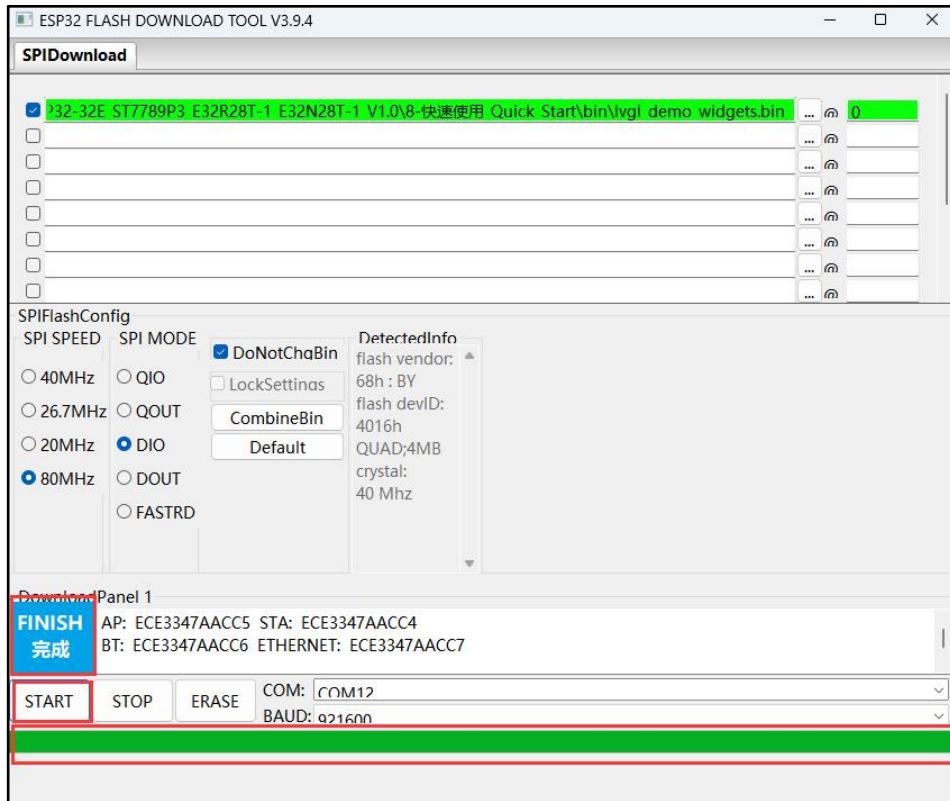 ESP32 FLASH DOWNLOAD TOOL V3.9.4
SPIDownload
?32-32E ST7789P3 E32R28T-1 E32N28T-1 V1.0\8-快速使用 Quick Start\bin\lvgl demo widgets.bin ... @ 0
... @
... @
... @
... @
... @
... @
... @
SPIFlashConfig
SPI SPEED SPI MODE DetectedInfo
DoNotChgBin flash vendor:
40MHz QIO LockSettings 68h : BY
flash devID:
26.7MHz QOUT CombineBin 4016h
20MHz DIO Default QUAD;4MB
crystal:
80MHz DOUT 40 Mhz
FASTRD
DownloadPanel 1
FINISH AP: ECE3347AACC5 STA: ECE3347AACC4
完成 BT: ECE3347AACC6 ETHERNET: ECE3347AACC7
START STOP ERASE COM: COM12
BAUD: 921600